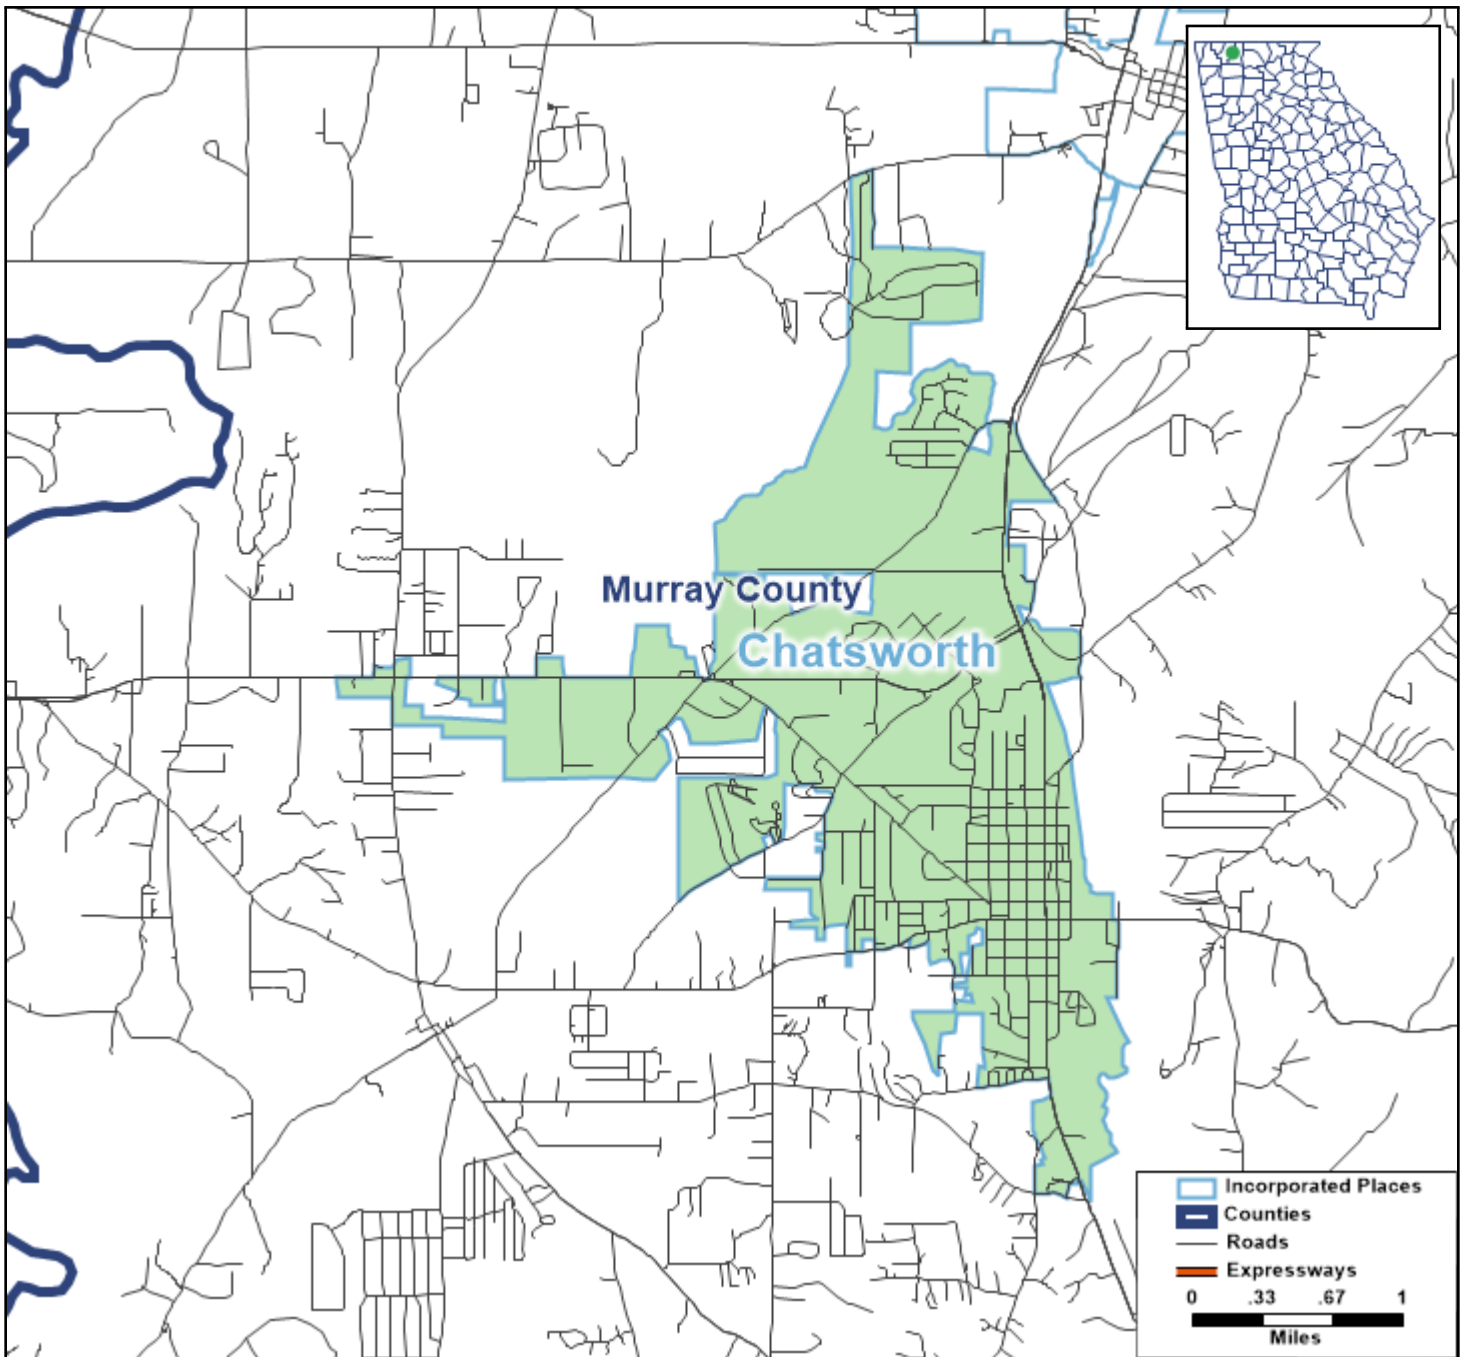 Murray County
Chatsworth
Incorporated Places
Counties
Roads
Expressways
0 .33 .67 1
Miles